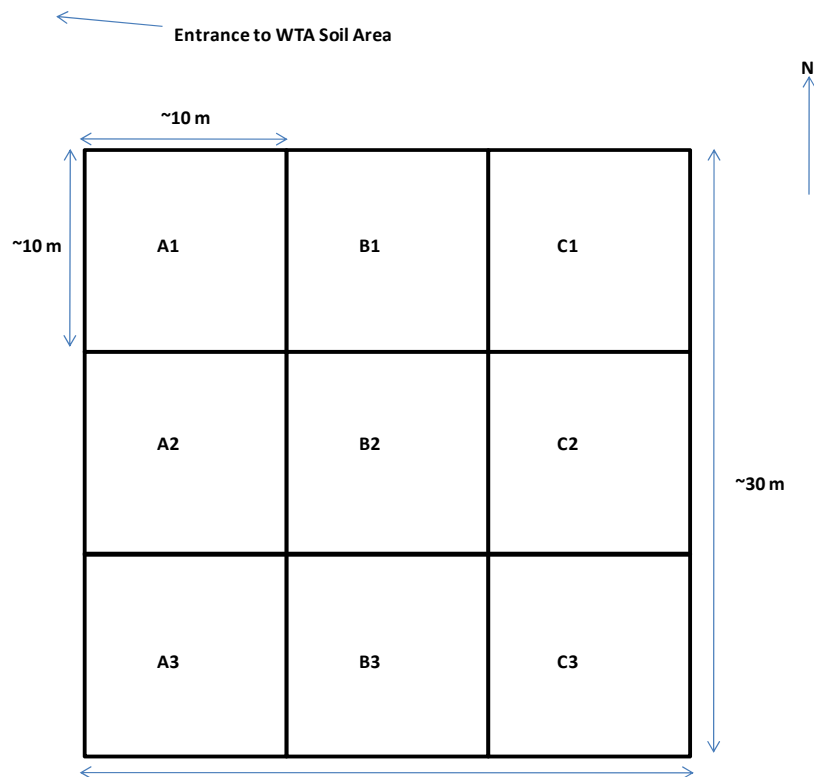 Entrance to WTA Soil Area
N
~10 m
~10 m
A1
B1
C1
A2
B2
C2
~30 m
A3
B3
C3